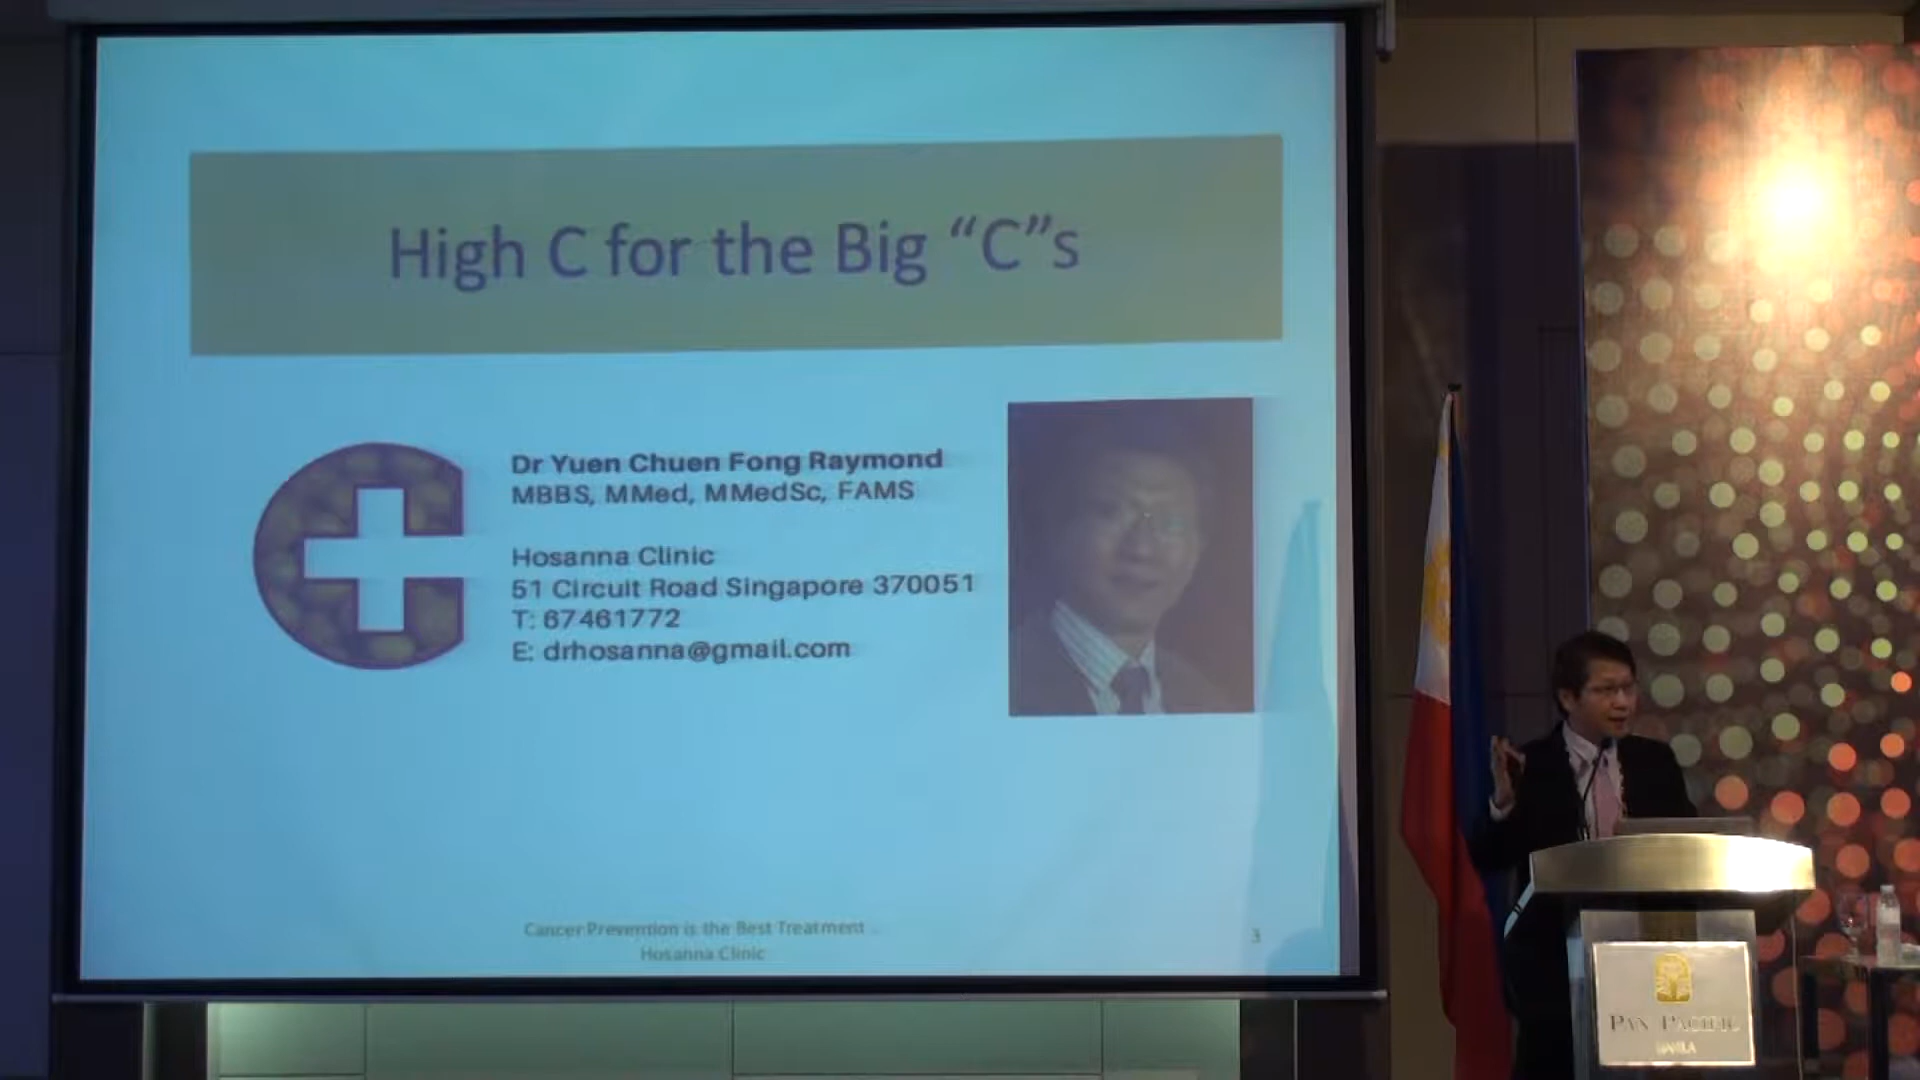 High C for the Big “C”s
Dr Yuen Chuen Fong Raymond
MBBS, MMed, MMedSc, FAMS
Hosanna Clinic
51 Circuit Road Singapore 370051
T: 67461772
E: drhosanna@gmail.com
Cancer Prevention is the Best Treatment
Hosanna Clinic
3
PAN PACIFIC
MANILA